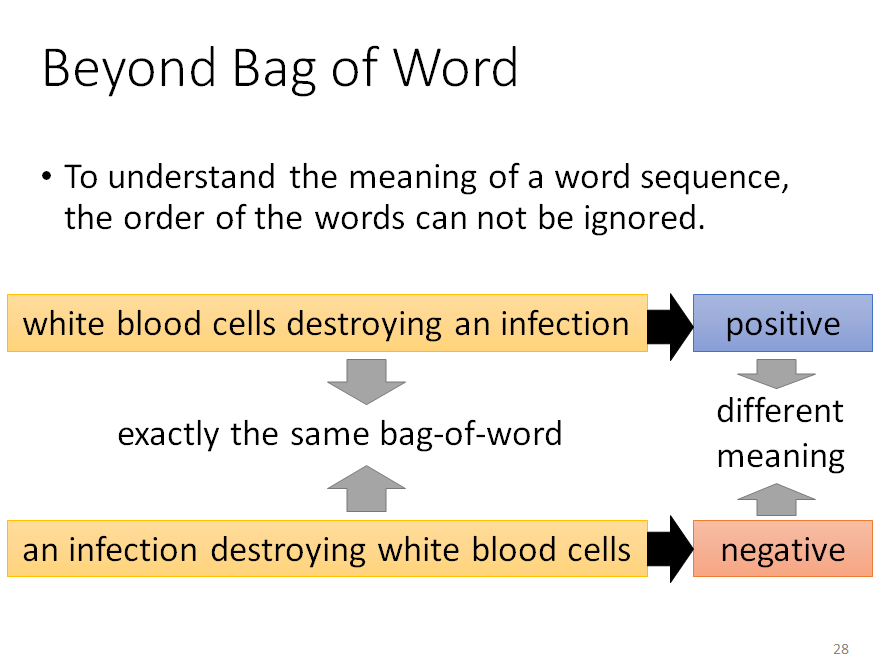 Beyond Bag of Word
• To understand the meaning of a word sequence,
the order of the words can not be ignored.
white blood cells destroying an infection
positive
exactly the same bag-of-word
different
meaning
an infection destroying white blood cells
negative
28